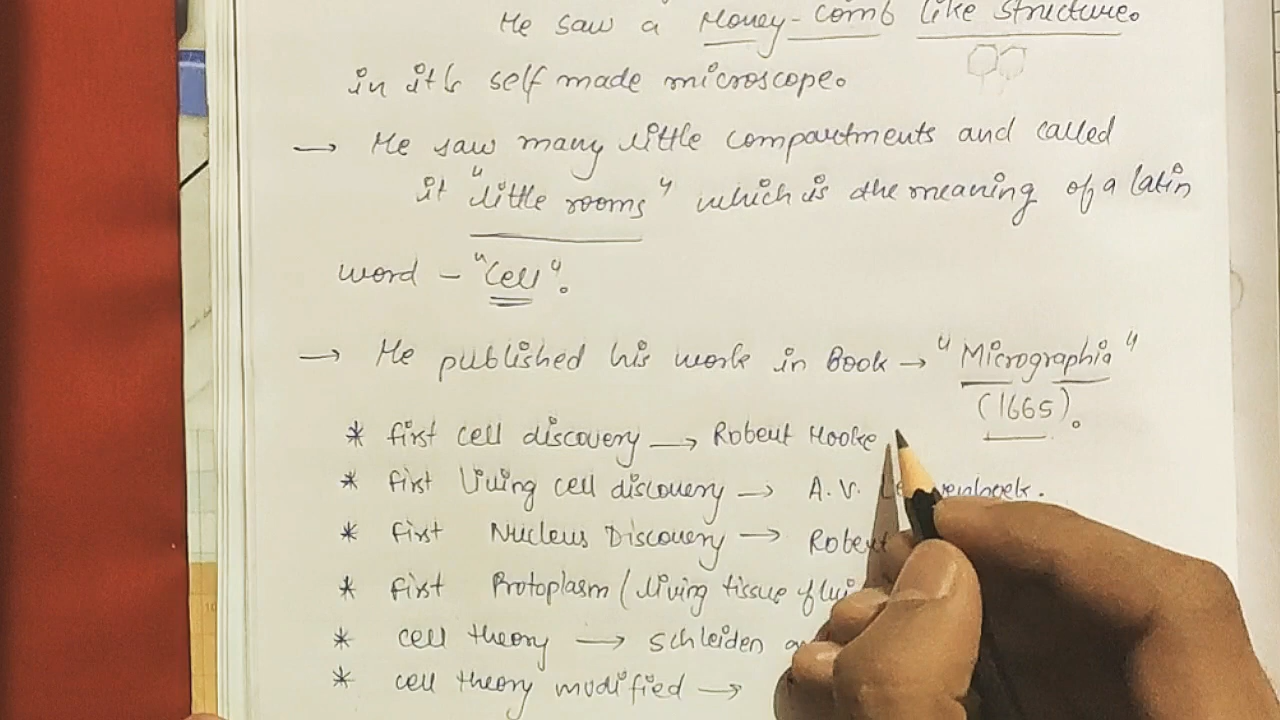 He saw a Honey-comb like structure.
in it's self made microscope.
→ He saw many little compartments and called
it "little rooms" which is the meaning of a latin
word - "Cell".
→ He published his work in Book → "Micrographia"
(1665).
* first cell discovery → Robert Hooke
* first living cell discovery → A.V.
* first Nucleus Discovery → Robert
* first Protoplasm / living tissue
* cell theory → schleiden
* cell theory modified →